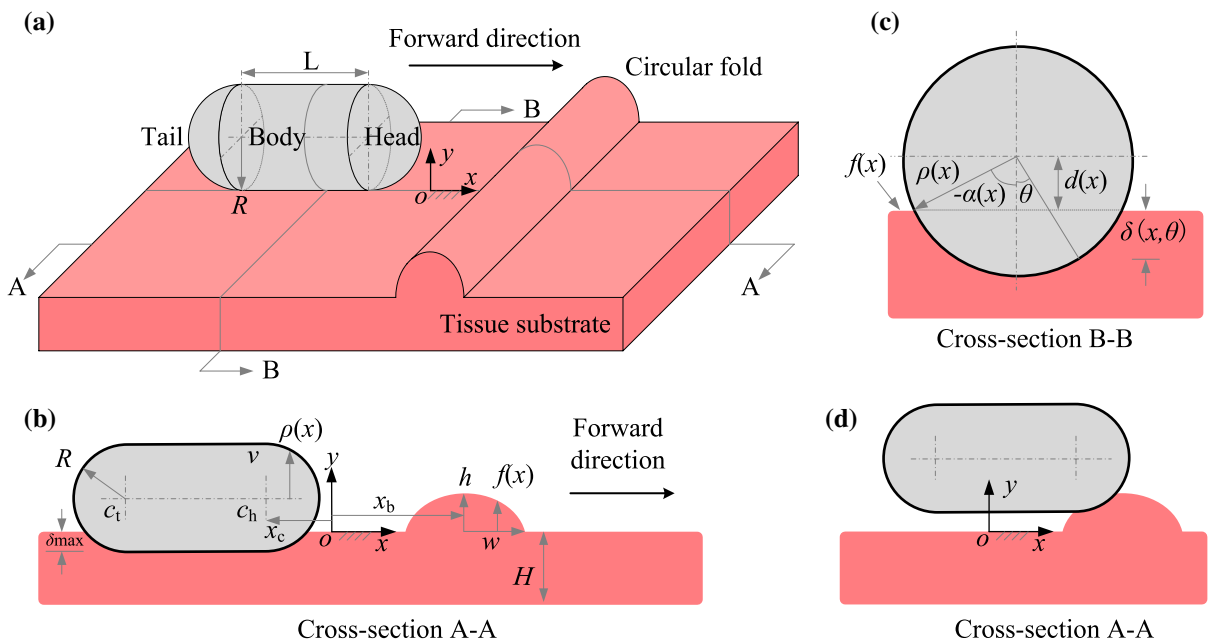 (a)
L
Forward direction
Circular fold
B
Tail
Body
Head
y
x
o
R
A
A
Tissue substrate
B
(c)
f(x)
ρ(x)
-α(x)
θ
d(x)
δ(x,θ)
Cross-section B-B
(b)
R
v
ρ(x)
y
h
f(x)
Forward
direction
x_b
c_t
c_h
x_c
δmax
o
x
w
H
Cross-section A-A
(d)
y
o
x
Cross-section A-A